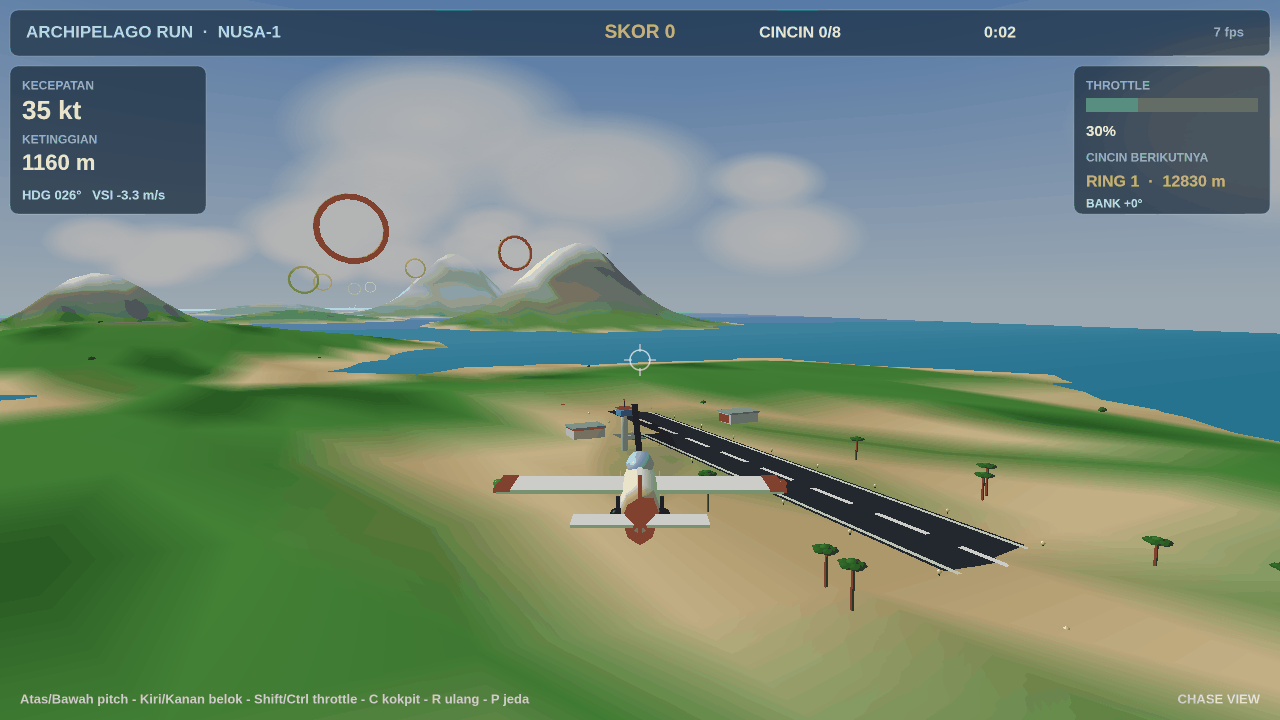 ARCHIPELAGO RUN · NUSA-1
SKOR 0
CINCIN 0/8
0:02
7 fps
KECEPATAN
35 kt
KETINGGIAN
1160 m
HDG 026° VSI -3.3 m/s
THROTTLE
30%
CINCIN BERIKUTNYA
RING 1 · 12830 m
BANK +0°
Atas/Bawah pitch - Kiri/Kanan belok - Shift/Ctrl throttle - C kokpit - R ulang - P jeda
CHASE VIEW